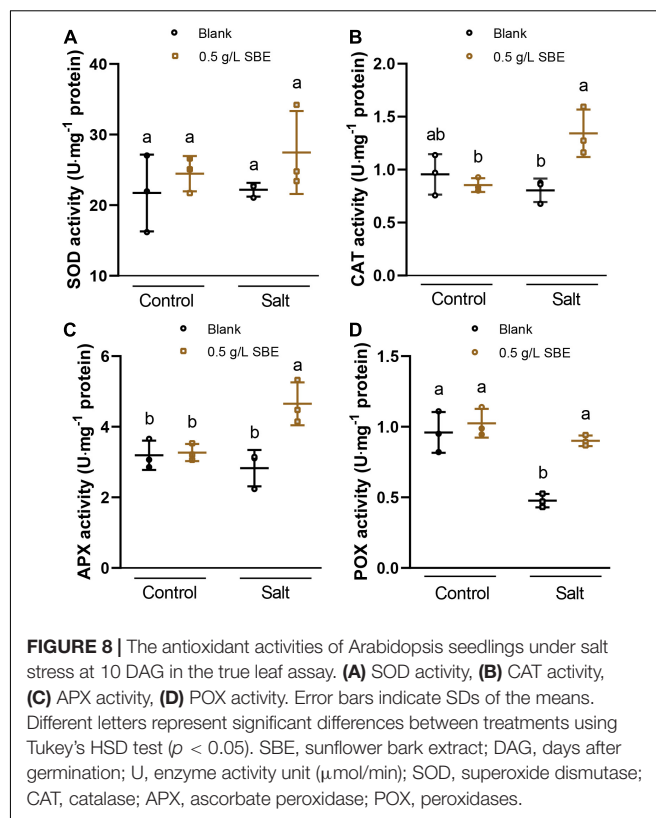 A
Blank
0.5 g/L SBE
SOD activity (U·mg⁻¹ protein)
40
30
20
10
a a a a
Control Salt
B
Blank
0.5 g/L SBE
CAT activity (U·mg⁻¹ protein)
2.0
1.5
1.0
0.5
0.0
ab b b a
Control Salt
C
Blank
0.5 g/L SBE
APX activity (U·mg⁻¹ protein)
6
4
2
0
b b b a
Control Salt
D
Blank
0.5 g/L SBE
POX activity (U·mg⁻¹ protein)
1.5
1.0
0.5
0.0
a a b a
Control Salt
FIGURE 8 | The antioxidant activities of Arabidopsis seedlings under salt
stress at 10 DAG in the true leaf assay. (A) SOD activity, (B) CAT activity,
(C) APX activity, (D) POX activity. Error bars indicate SDs of the means.
Different letters represent significant differences between treatments using
Tukey's HSD test (p < 0.05). SBE, sunflower bark extract; DAG, days after
germination; U, enzyme activity unit (μmol/min); SOD, superoxide dismutase;
CAT, catalase; APX, ascorbate peroxidase; POX, peroxidases.